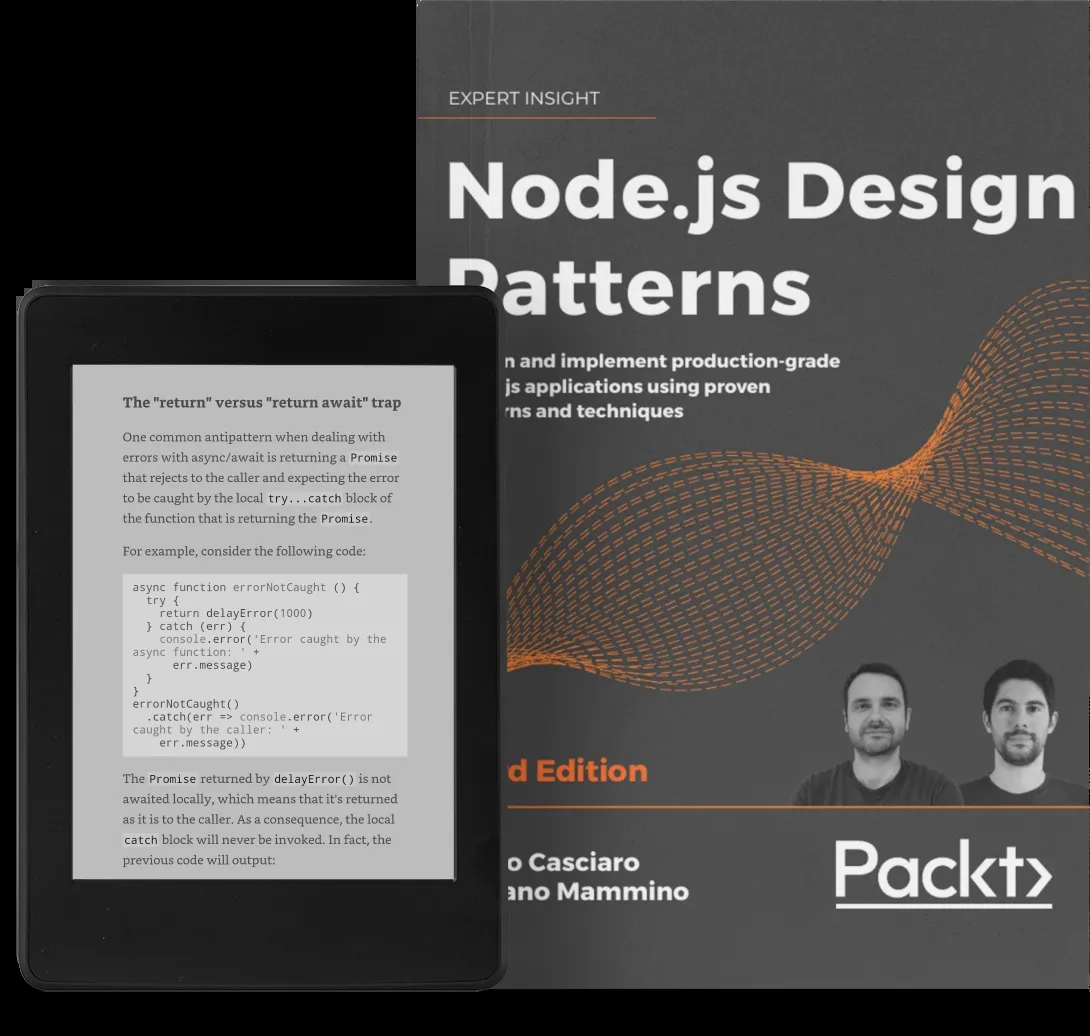 EXPERT INSIGHT
Node.js Design
Patterns
n and implement production-grade
js applications using proven
rns and techniques
d Edition
o Casciaro
ano Mammino
Packt>
The "return" versus "return await" trap
One common antipattern when dealing with
errors with async/await is returning a Promise
that rejects to the caller and expecting the error
to be caught by the local try...catch block of
the function that is returning the Promise.
For example, consider the following code:
async function errorNotCaught () {
try {
return delayError(1000)
} catch (err) {
console.error('Error caught by the
async function: ' +
err.message)
}
}
errorNotCaught()
.catch(err => console.error('Error
caught by the caller: ' +
err.message))
The Promise returned by delayError() is not
awaited locally, which means that it's returned
as it is to the caller. As a consequence, the local
catch block will never be invoked. In fact, the
previous code will output: